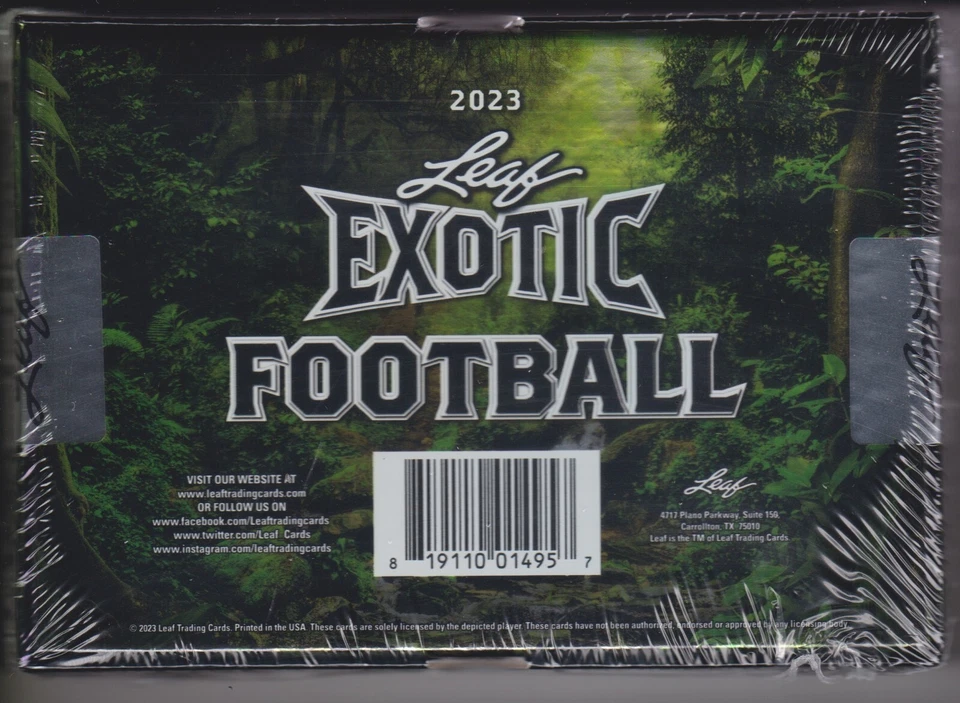 2023
Leaf
EXOTIC
FOOTBALL
VISIT OUR WEBSITE AT
www.leaftradingcards.com
OR FOLLOW US ON
www.facebook.com/Leaftradingcards
www.twitter.com/Leaf_Cards
www.instagram.com/leaftradingcards
8 19110 01495 7
Leaf
4717 Plano Parkway, Suite 150,
Carrollton, TX 75010
Leaf is the TM of Leaf Trading Cards
© 2023 Leaf Trading Cards. Printed in the USA. These cards are solely licensed by the depicted player. These cards have not been authorized, endorsed or approved by any licensing body.